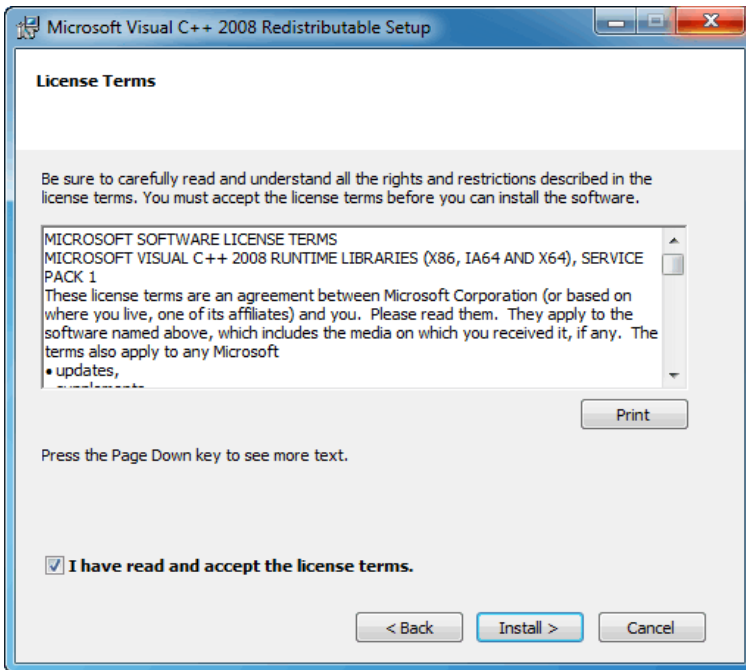 Microsoft Visual C++ 2008 Redistributable Setup
License Terms
Be sure to carefully read and understand all the rights and restrictions described in the
license terms. You must accept the license terms before you can install the software.
MICROSOFT SOFTWARE LICENSE TERMS
MICROSOFT VISUAL C++ 2008 RUNTIME LIBRARIES (X86, IA64 AND X64), SERVICE
PACK 1
These license terms are an agreement between Microsoft Corporation (or based on
where you live, one of its affiliates) and you.  Please read them.  They apply to the
software named above, which includes the media on which you received it, if any.  The
terms also apply to any Microsoft
• updates,
Print
Press the Page Down key to see more text.
I have read and accept the license terms.
< Back
Install >
Cancel